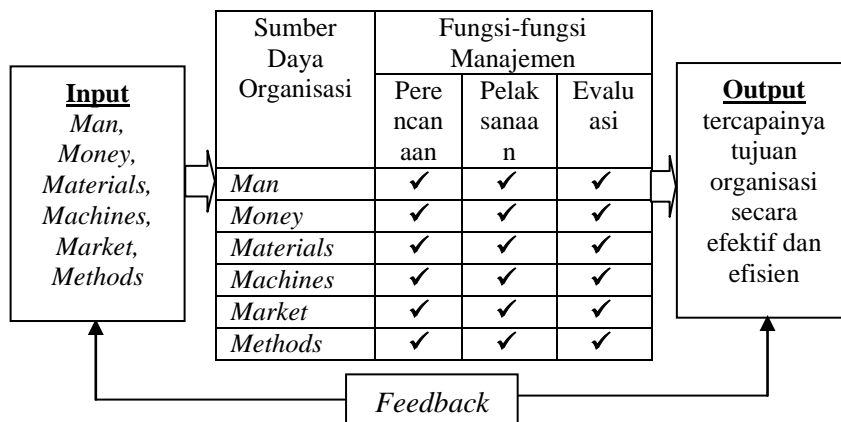 Input
Man,
Money,
Materials,
Machines,
Market,
Methods
Sumber
Daya
Organisasi
Fungsi-fungsi
Manajemen
Pere
ncan
aan
Pelak
sanaa
n
Evalu
asi
Man ✓ ✓ ✓
Money ✓ ✓ ✓
Materials ✓ ✓ ✓
Machines ✓ ✓ ✓
Market ✓ ✓ ✓
Methods ✓ ✓ ✓
Output
tercapainya
tujuan
organisasi
secara
efektif dan
efisien
Feedback